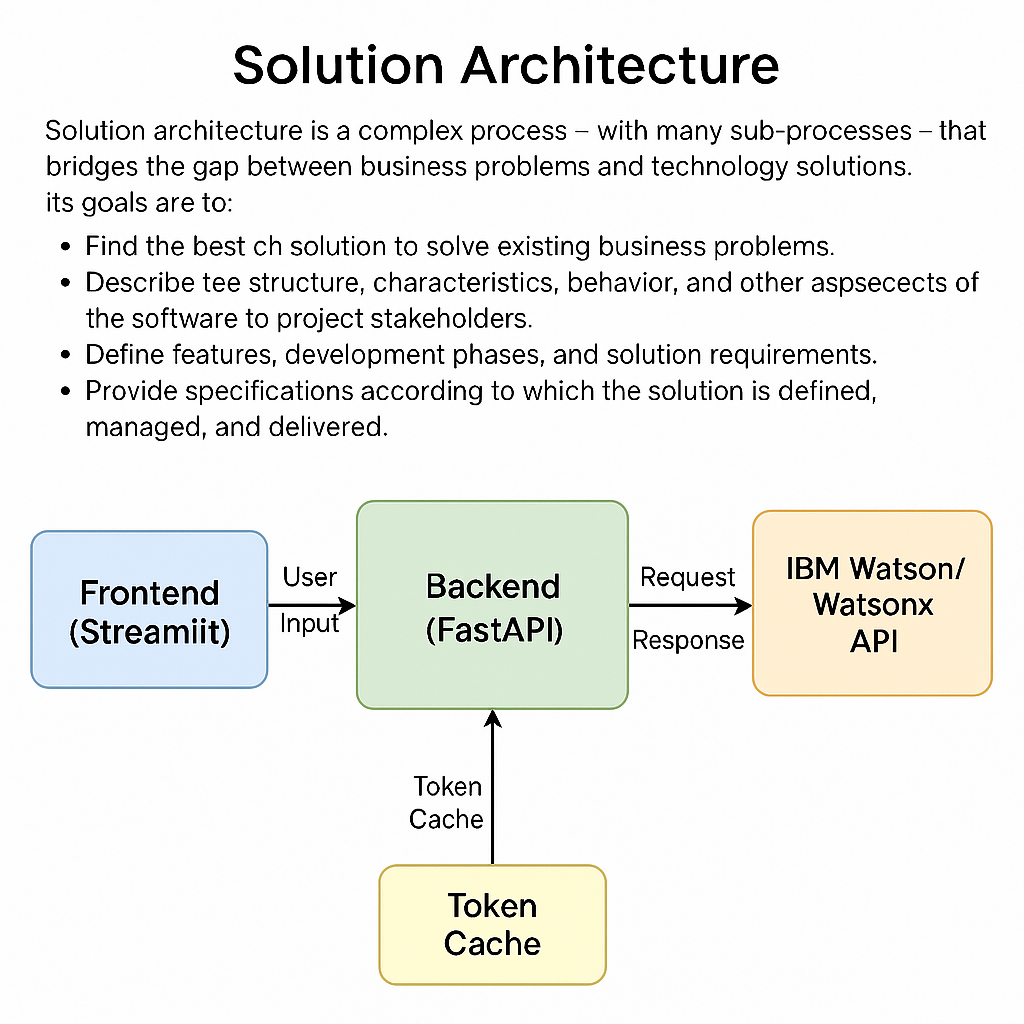 Solution Architecture
Solution architecture is a complex process – with many sub-processes – that
bridges the gap between business problems and technology solutions.
its goals are to:
• Find the best ch solution to solve existing business problems.
• Describe tee structure, characteristics, behavior, and other aspsecects of
the software to project stakeholders.
• Define features, development phases, and solution requirements.
• Provide specifications according to which the solution is defined,
managed, and delivered.
Frontend
(Streamiit)
User
Input
Backend
(FastAPI)
Request
Response
IBM Watson/
Watsonx
API
Token
Cache
Token
Cache